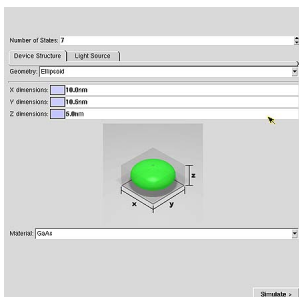 Number of States: 7
Device Structure Light Source
Geometry: Ellipsoid
X dimensions: 10.0nm
Y dimensions: 10.5nm
Z dimensions: 5.0nm
z
x y
Material: GaAs
Simulate >